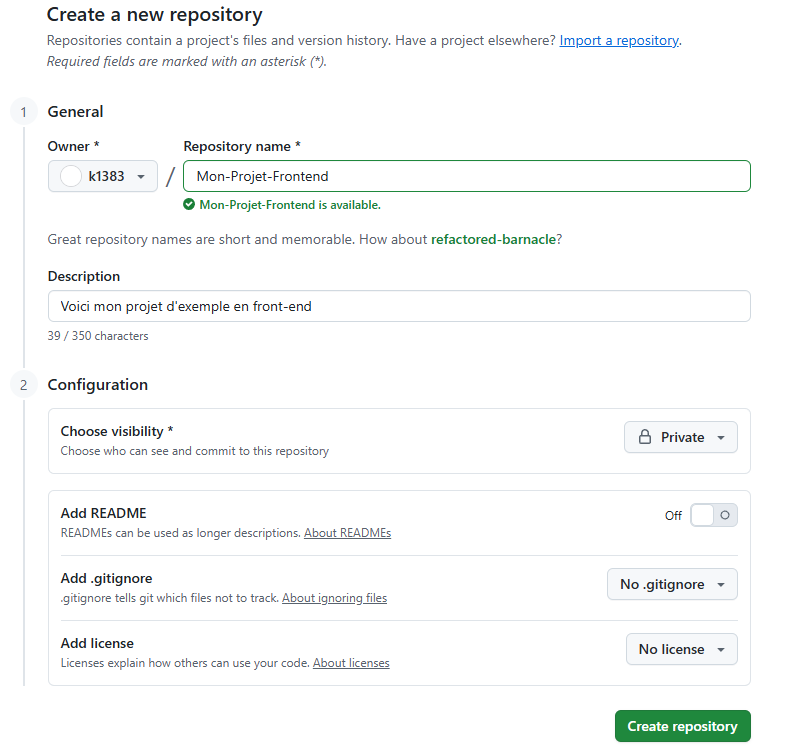 Create a new repository
Repositories contain a project's files and version history. Have a project elsewhere? Import a repository.
Required fields are marked with an asterisk (*).
1 General
Owner * Repository name *
k1383 / Mon-Projet-Frontend
Mon-Projet-Frontend is available.
Great repository names are short and memorable. How about refactored-barnacle?
Description
Voici mon projet d'exemple en front-end
39 / 350 characters
2 Configuration
Choose visibility *
Private
Choose who can see and commit to this repository
Add README
Off
READMEs can be used as longer descriptions. About READMEs
Add .gitignore
No .gitignore
.gitignore tells git which files not to track. About ignoring files
Add license
No license
Licenses explain how others can use your code. About licenses
Create repository